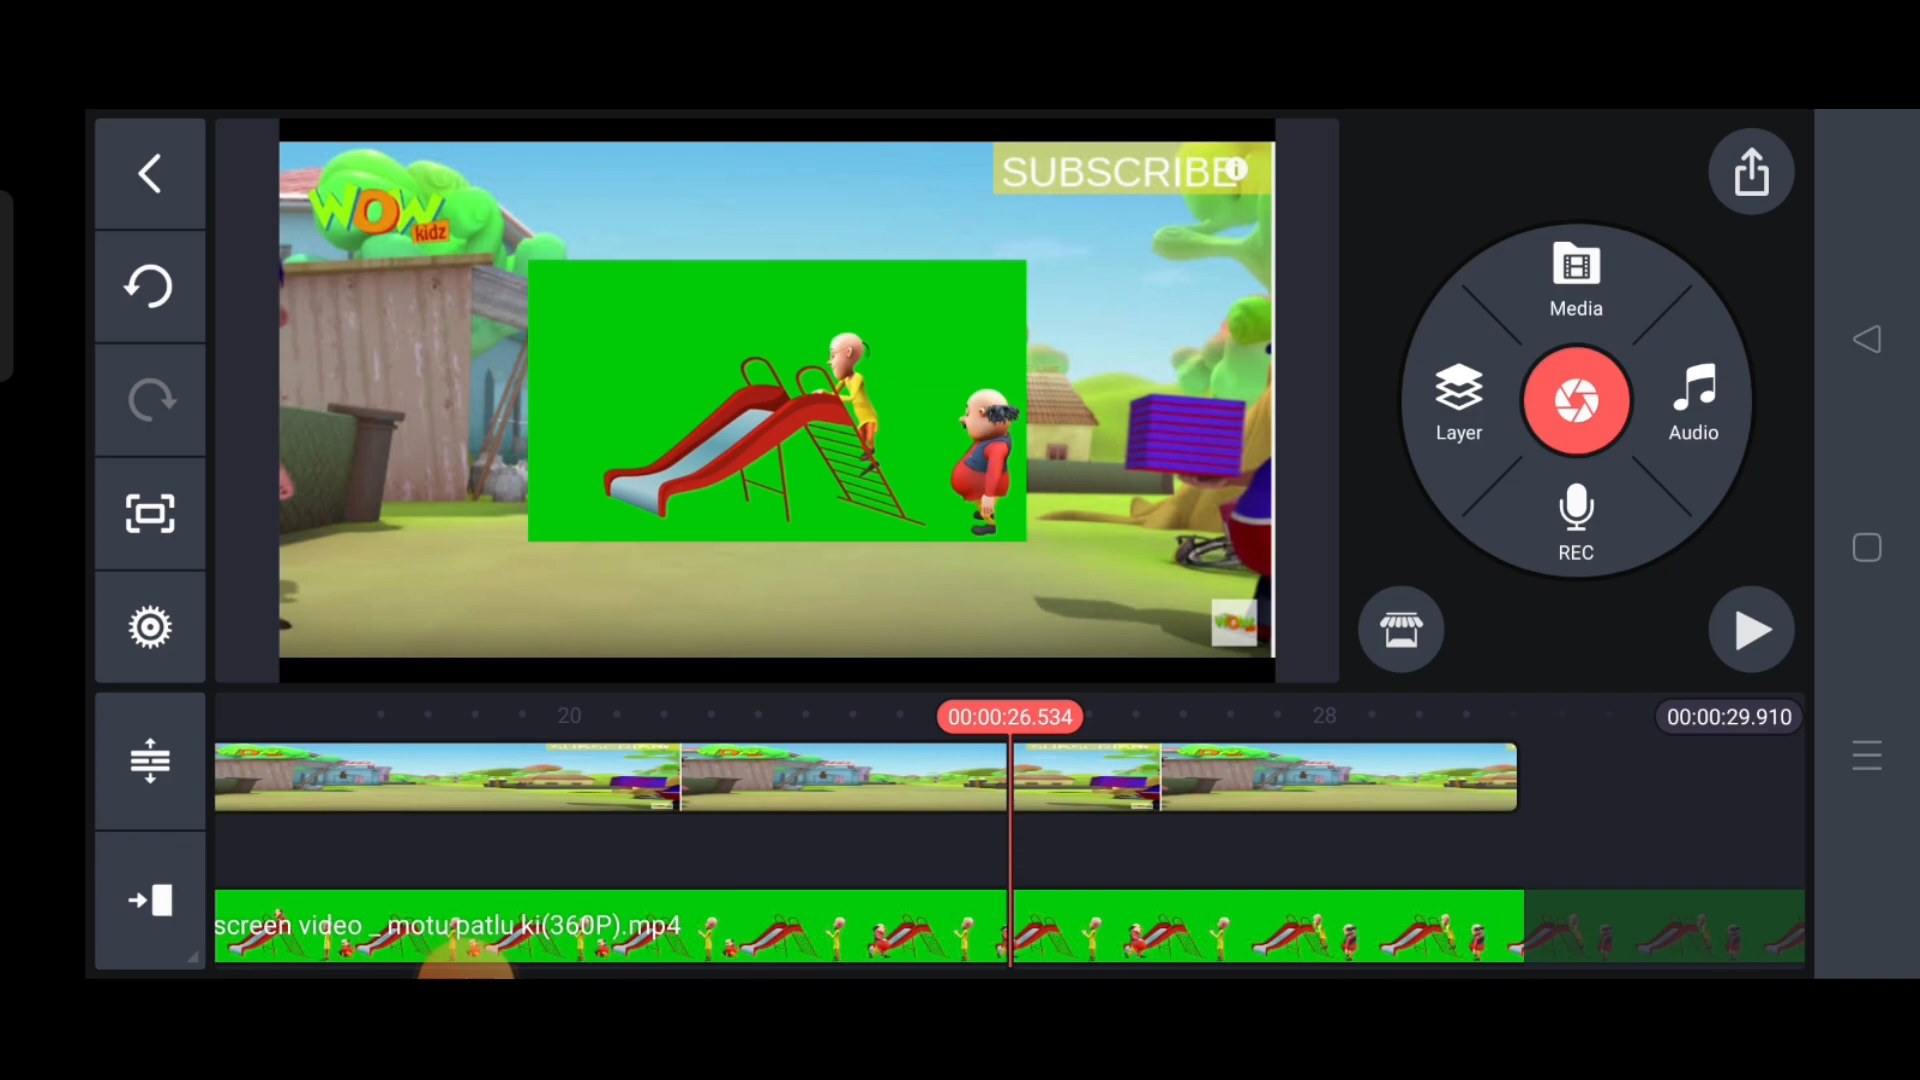 SUBSCRIBE
WOW
kidz
Media
Layer
Audio
REC
WOW
20
00:00:26.534
28
00:00:29.910
screen video _ motu patlu ki(360P).mp4